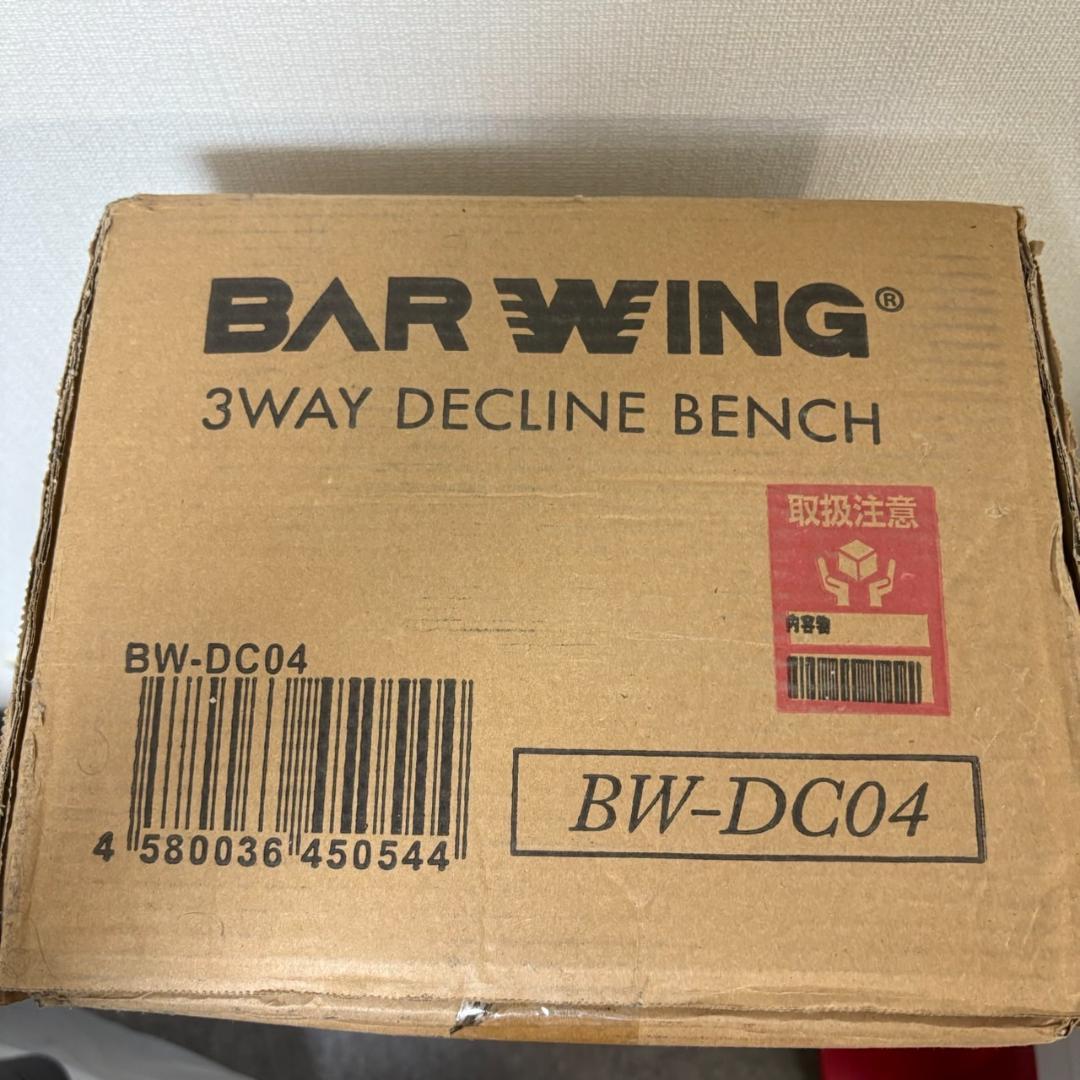 BAR WING®
3WAY DECLINE BENCH
取扱注意
内容物
BW-DC04
4 580036 450544
BW-DC04